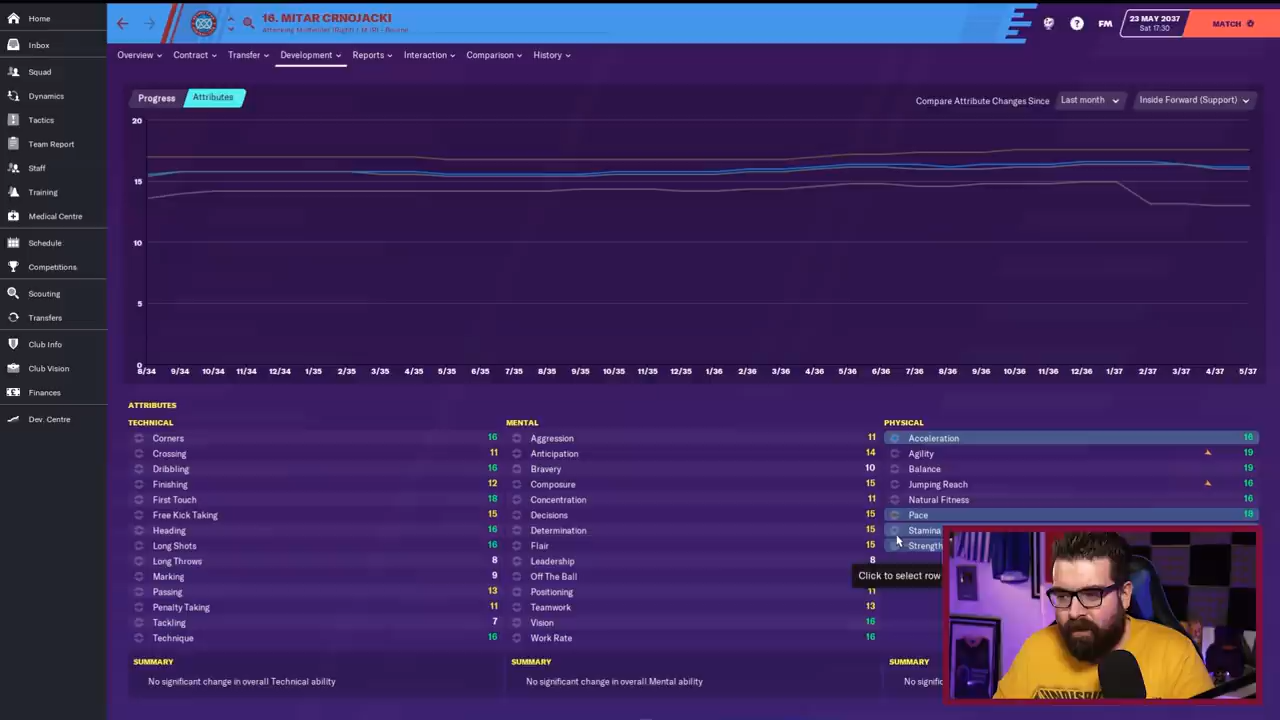 Home
Inbox
Squad
Dynamics
Tactics
Team Report
Staff
Training
Medical Centre
Schedule
Competitions
Scouting
Transfers
Club Info
Club Vision
Finances
Dev. Centre
16. MITAR CRNOJACKI
23 MAY 2037
Sat 17:30
FM
MATCH
Overview Contract Transfer Development Reports Interaction Comparison History
Progress Attributes
Compare Attribute Changes Since Last month Inside Forward (Support)
20
15
10
5
0
8/34 9/34 10/34 11/34 12/34 1/35 2/35 3/35 4/35 5/35 6/35 7/35 8/35 9/35 10/35 11/35 12/35 1/36 2/36 3/36 4/36 5/36 6/36 7/36 8/36 9/36 10/36 11/36 12/36 1/37 2/37 3/37 4/37 5/37
ATTRIBUTES
TECHNICAL
Corners 16
Crossing 11
Dribbling 16
Finishing 12
First Touch 18
Free Kick Taking 15
Heading 16
Long Shots 16
Long Throws 8
Marking 9
Passing 13
Penalty Taking 11
Tackling 7
Technique 16
MENTAL
Aggression 11
Anticipation 14
Bravery 10
Composure 15
Concentration 11
Decisions 15
Determination 15
Flair 15
Leadership 8
Off The Ball
Positioning 11
Teamwork 13
Vision 16
Work Rate 16
PHYSICAL
Acceleration 16
Agility 19
Balance 19
Jumping Reach 16
Natural Fitness 16
Pace 18
Stamina
Strength
Click to select row
SUMMARY
No significant change in overall Technical ability
SUMMARY
No significant change in overall Mental ability
SUMMARY
No